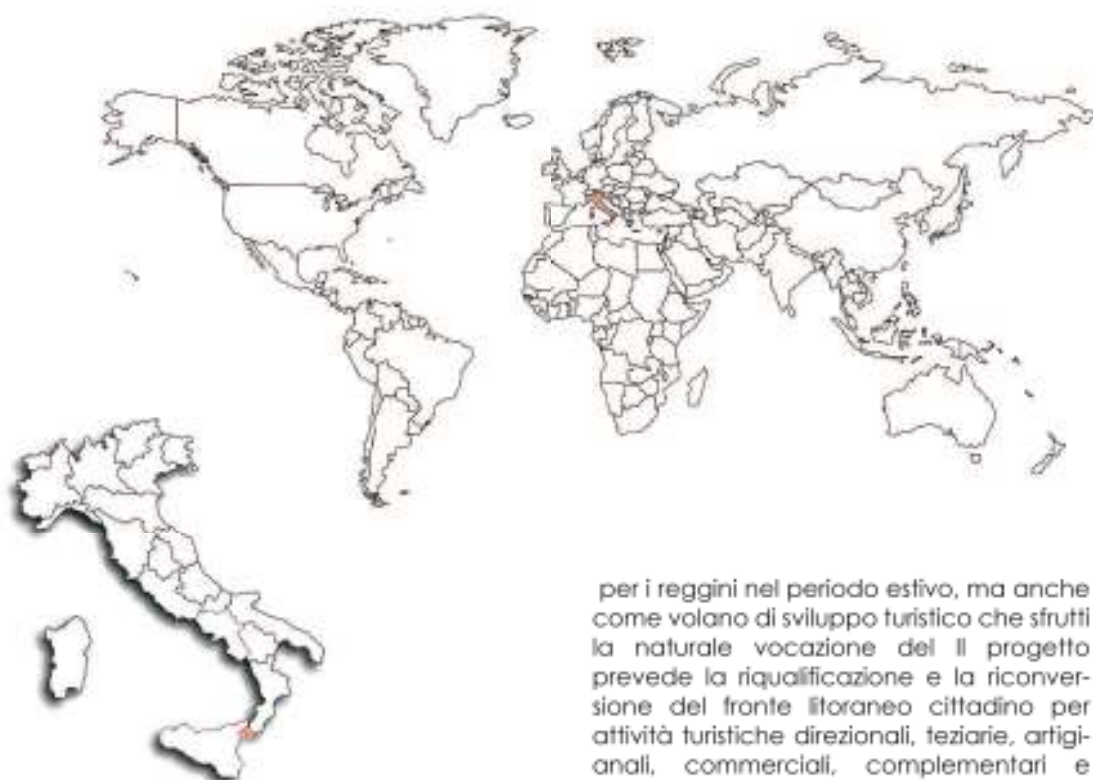 per i reggini nel periodo estivo, ma anche
come volano di sviluppo turistico che sfrutti
la naturale vocazione del Il progetto
prevede la riqualificazione e la riconver-
sione del fronte litoraneo cittadino per
attività turistiche direzionali, teziarie, artigi-
anali, commerciali, complementari e